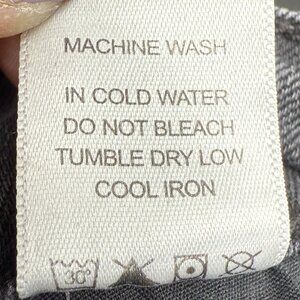 MACHINE WASH
IN COLD WATER
DO NOT BLEACH
TUMBLE DRY LOW
COOL IRON
30°